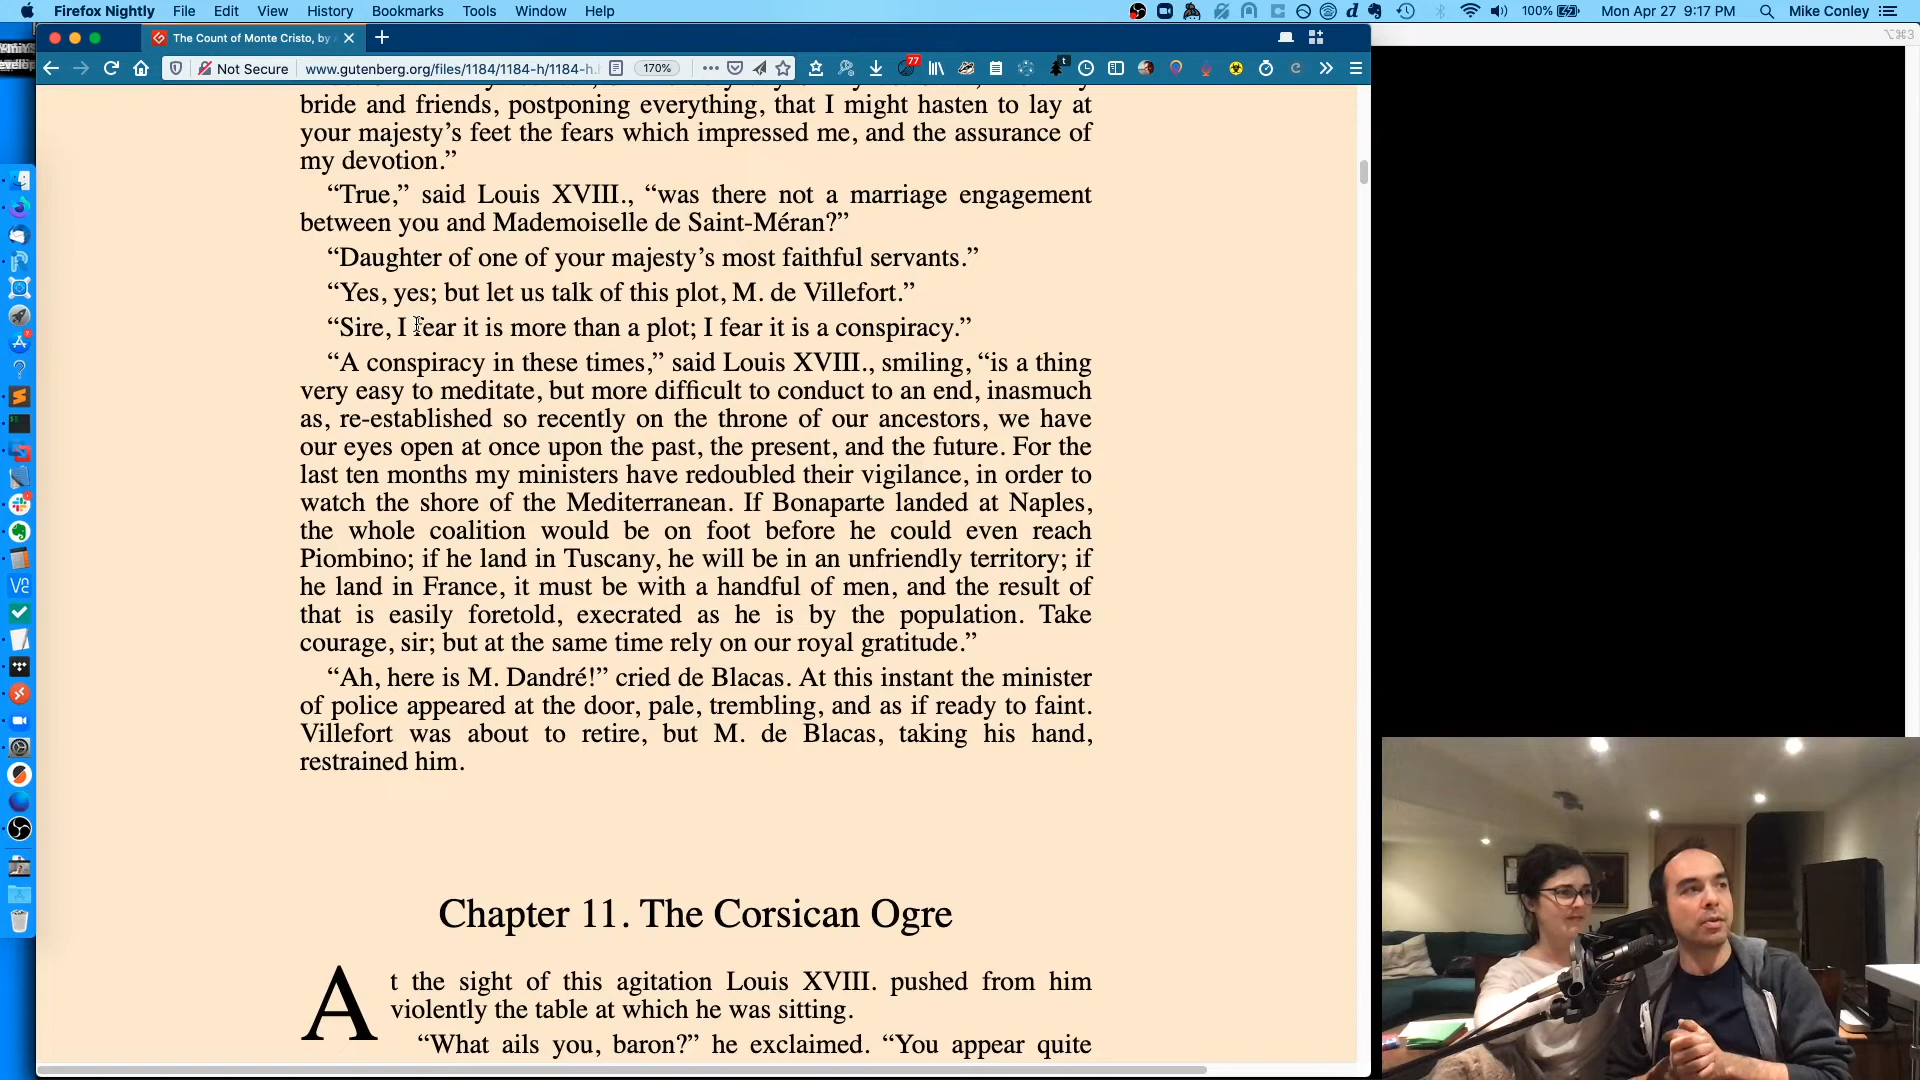 Firefox Nightly File Edit View History Bookmarks Tools Window Help 100% Mon Apr 27 9:17 PM Mike Conley
The Count of Monte Cristo, by
⌥⌘3
Not Secure www.gutenberg.org/files/1184/1184-h/1184-h. 170% 77
bride and friends, postponing everything, that I might hasten to lay at
your majesty’s feet the fears which impressed me, and the assurance of
my devotion.”
“True,” said Louis XVIII., “was there not a marriage engagement
between you and Mademoiselle de Saint-Méran?”
“Daughter of one of your majesty’s most faithful servants.”
“Yes, yes; but let us talk of this plot, M. de Villefort.”
“Sire, I fear it is more than a plot; I fear it is a conspiracy.”
“A conspiracy in these times,” said Louis XVIII., smiling, “is a thing
very easy to meditate, but more difficult to conduct to an end, inasmuch
as, re-established so recently on the throne of our ancestors, we have
our eyes open at once upon the past, the present, and the future. For the
last ten months my ministers have redoubled their vigilance, in order to
watch the shore of the Mediterranean. If Bonaparte landed at Naples,
the whole coalition would be on foot before he could even reach
Piombino; if he land in Tuscany, he will be in an unfriendly territory; if
he land in France, it must be with a handful of men, and the result of
that is easily foretold, execrated as he is by the population. Take
courage, sir; but at the same time rely on our royal gratitude.”
“Ah, here is M. Dandré!” cried de Blacas. At this instant the minister
of police appeared at the door, pale, trembling, and as if ready to faint.
Villefort was about to retire, but M. de Blacas, taking his hand,
restrained him.
Chapter 11. The Corsican Ogre
At the sight of this agitation Louis XVIII. pushed from him
violently the table at which he was sitting.
“What ails you, baron?” he exclaimed. “You appear quite